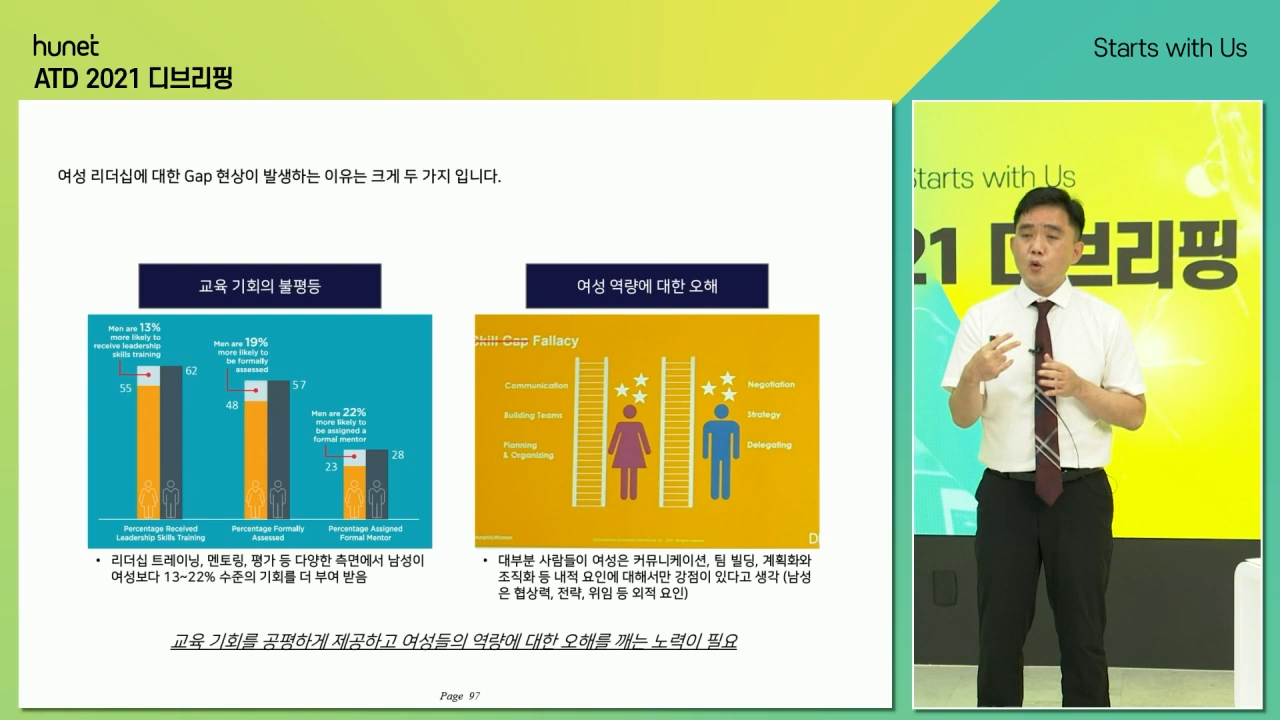 hunet
ATD 2021 디브리핑
Starts with Us
여성 리더십에 대한 Gap 현상이 발생하는 이유는 크게 두 가지 입니다.
교육 기회의 불평등
Men are 13%
more likely to
receive leadership
skills training
55
62
Men are 19%
more likely to
be formally
assessed
48
57
Men are 22%
more likely to
be assigned a
formal mentor
23
28
Percentage Received
Leadership Skills Training
Percentage Formally
Assessed
Percentage Assigned
Formal Mentor
• 리더십 트레이닝, 멘토링, 평가 등 다양한 측면에서 남성이
여성보다 13~22% 수준의 기회를 더 부여 받음
여성 역량에 대한 오해
Skill Gap Fallacy
Communication
Building Teams
Planning
& Organizing
Negotiation
Strategy
Delegating
• 대부분 사람들이 여성은 커뮤니케이션, 팀 빌딩, 계획화와
조직화 등 내적 요인에 대해서만 강점이 있다고 생각 (남성
은 협상력, 전략, 위임 등 외적 요인)
교육 기회를 공평하게 제공하고 여성들의 역량에 대한 오해를 깨는 노력이 필요
Page 97
Starts with Us
21 디브리핑